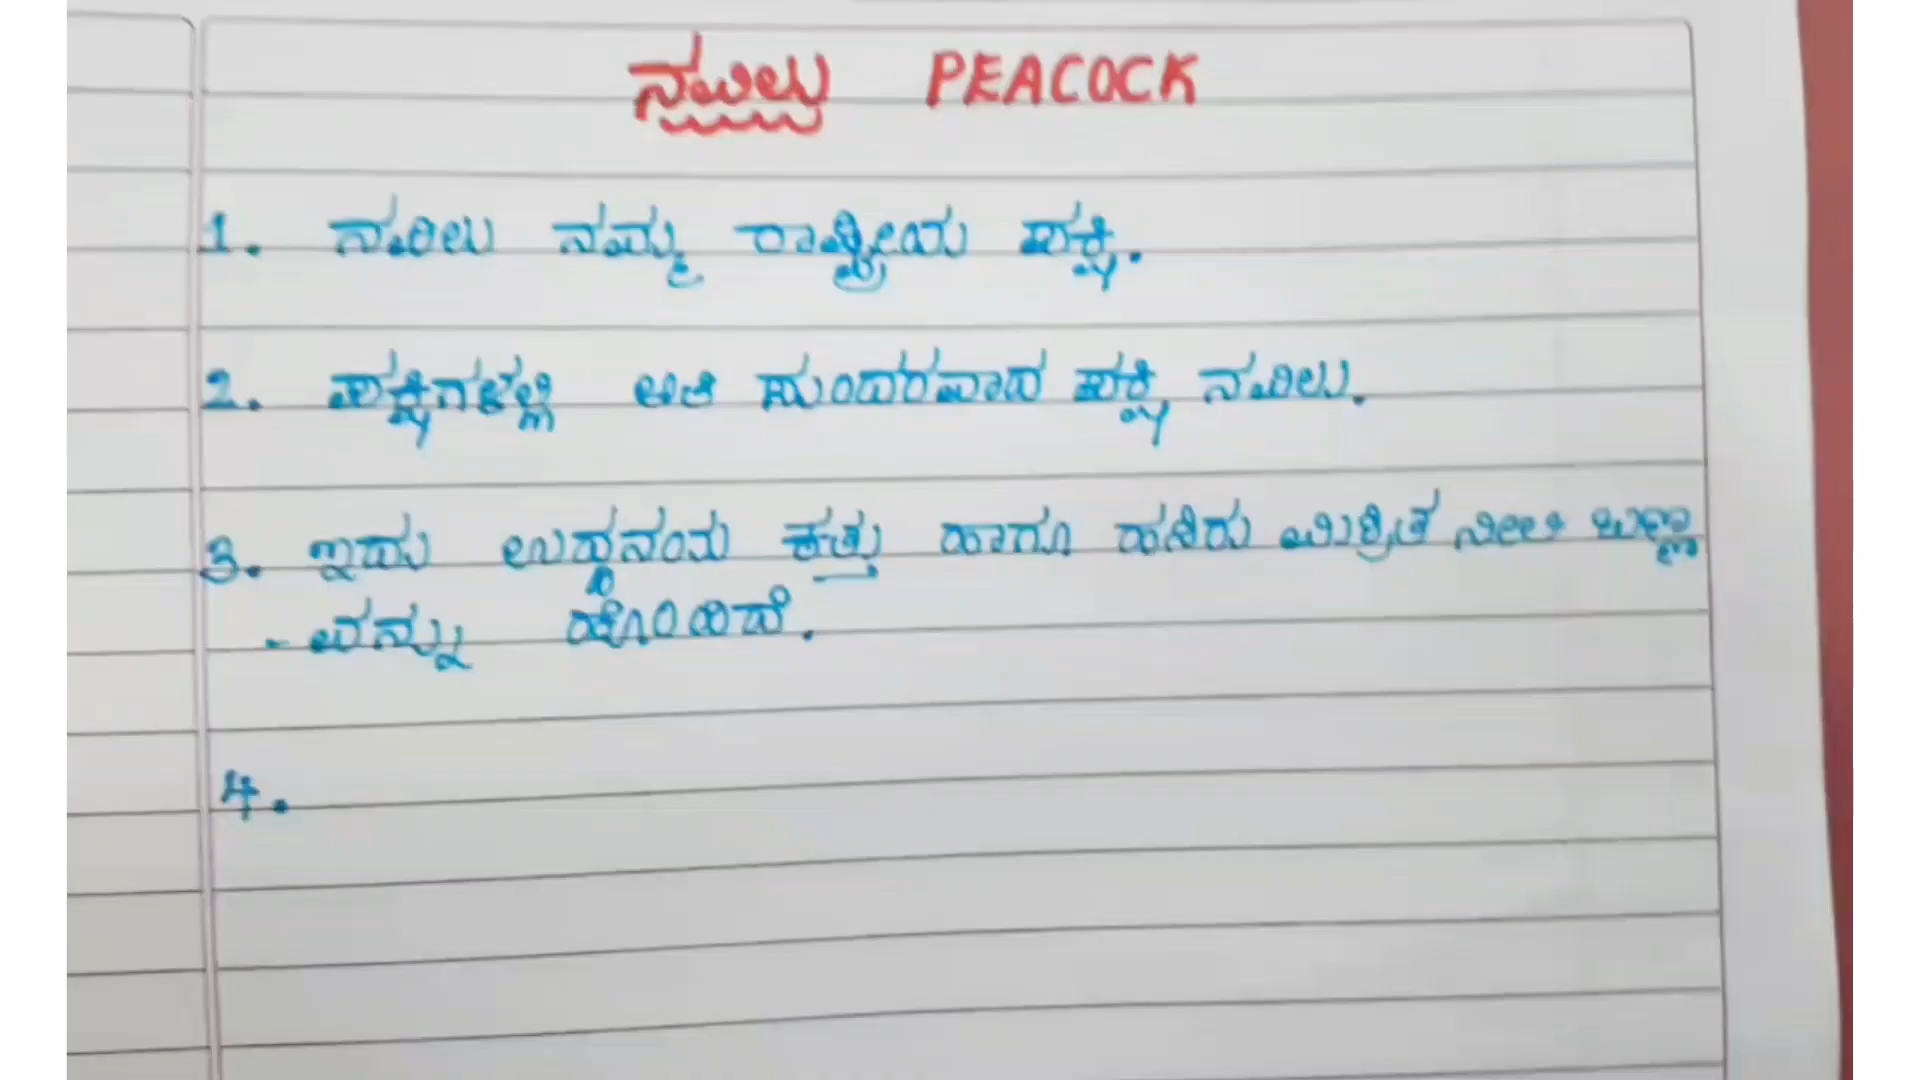 ನವಿಲು PEACOCK
1. ನವಿಲು ನಮ್ಮ ರಾಷ್ಟ್ರೀಯ ಪಕ್ಷಿ.
2. ಪಕ್ಷಿಗಳಲ್ಲಿ ಅತಿ ಸುಂದರವಾದ ಪಕ್ಷಿ ನವಿಲು.
3. ಇದು ಉದ್ದನಂಯ ಕತ್ತು ಹಾಗೂ ಹಸಿರು ಮಿಶ್ರಿತ ನೀಲಿ ಬಣ್ಣ
- ವನ್ನು ಹೊಂದಿದೆ.
4.